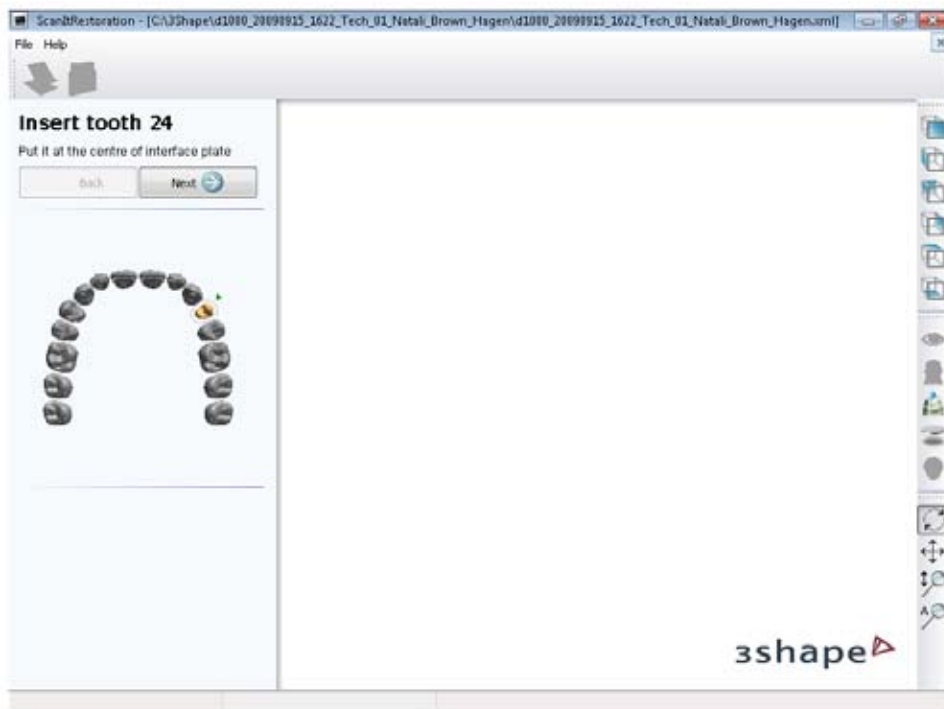 ScanItRestoration - [C:\3Shape\d1000_20090915_1622_Tech_01_Natali_Brown_Hagen\d1000_20090915_1622_Tech_01_Natali_Brown_Hagen.xml]
File Help
Insert tooth 24
Put it at the centre of interface plate
Back Next
3shape